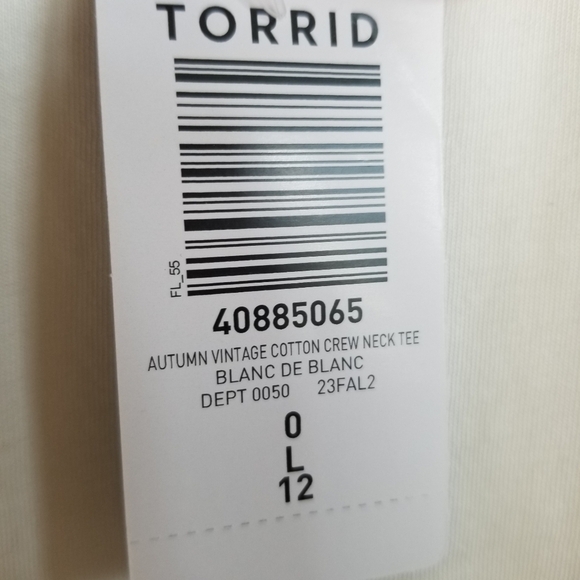 TORRID
FL_55
40885065
AUTUMN VINTAGE COTTON CREW NECK TEE
BLANC DE BLANC
DEPT 0050 23FAL2
0
L
12